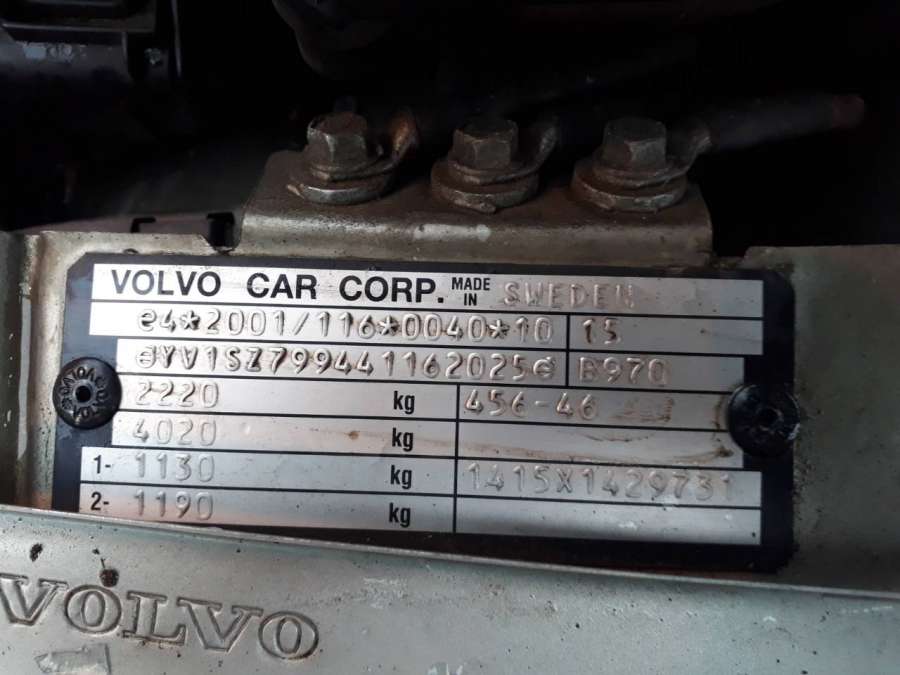 VOLVO CAR CORP. MADE IN SWEDEN
e4*2001/116*0040*10 15
YV1SZ799441162025 B970
2220 kg 456-46
4020 kg
1- 1130 kg 1415X1429731
2- 1190 kg
VOLVO